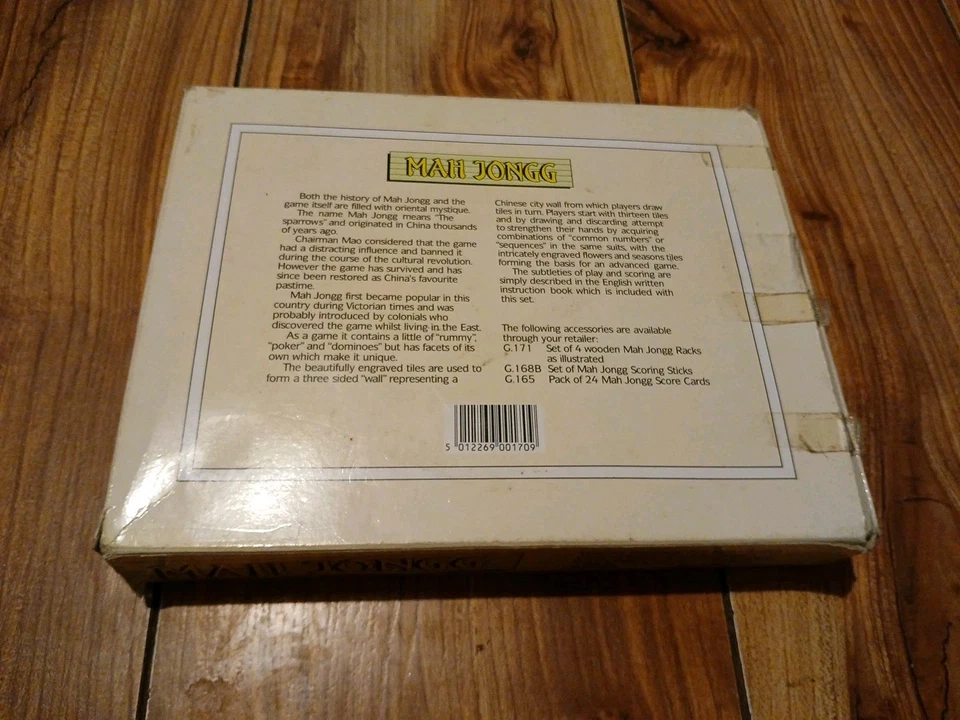 MAH JONGG
Both the history of Mah Jongg and the
game itself are filled with oriental mystique.
The name Mah Jongg means "The
sparrows" and originated in China thousands
of years ago.
Chairman Mao considered that the game
had a distracting influence and banned it
during the course of the cultural revolution.
However the game has survived and has
since been restored as China's favourite
pastime.
Mah Jongg first became popular in this
country during Victorian times and was
probably introduced by colonials who
discovered the game whilst living in the East.
As a game it contains a little of "rummy",
"poker" and "dominoes" but has facets of its
own which make it unique.
The beautifully engraved tiles are used to
form a three sided "wall" representing a
Chinese city wall from which players draw
tiles in turn. Players start with thirteen tiles
and by drawing and discarding attempt
to strengthen their hands by acquiring
combinations of "common numbers" or
"sequences" in the same suits, with the
intricately engraved flowers and seasons tiles
forming the basis for an advanced game.
The subtleties of play and scoring are
simply described in the English written
instruction book which is included with
this set.
The following accessories are available
through your retailer:
G.171 Set of 4 wooden Mah Jongg Racks
as illustrated
G.168B Set of Mah Jongg Scoring Sticks
G.165 Pack of 24 Mah Jongg Score Cards
5 012269 001709
MAH JONGG